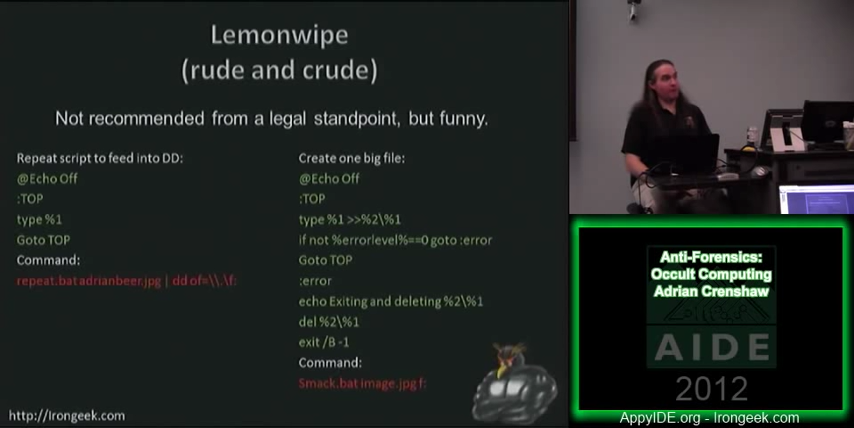 Lemonwipe
(rude and crude)
Not recommended from a legal standpoint, but funny.
Repeat script to feed into DD:
@Echo Off
:TOP
type %1
Goto TOP
Command:
repeat.bat adrianbeer.jpg | dd of=\\.\f:
Create one big file:
@Echo Off
:TOP
type %1 >>%2\%1
if not %errorlevel%==0 goto :error
Goto TOP
:error
echo Exiting and deleting %2\%1
del %2\%1
exit /B -1
Command:
Smack.bat image.jpg f:
http://Irongeek.com
Anti-Forensics:
Occult Computing
Adrian Crenshaw
AIDE
2012
AppyIDE.org - Irongeek.com